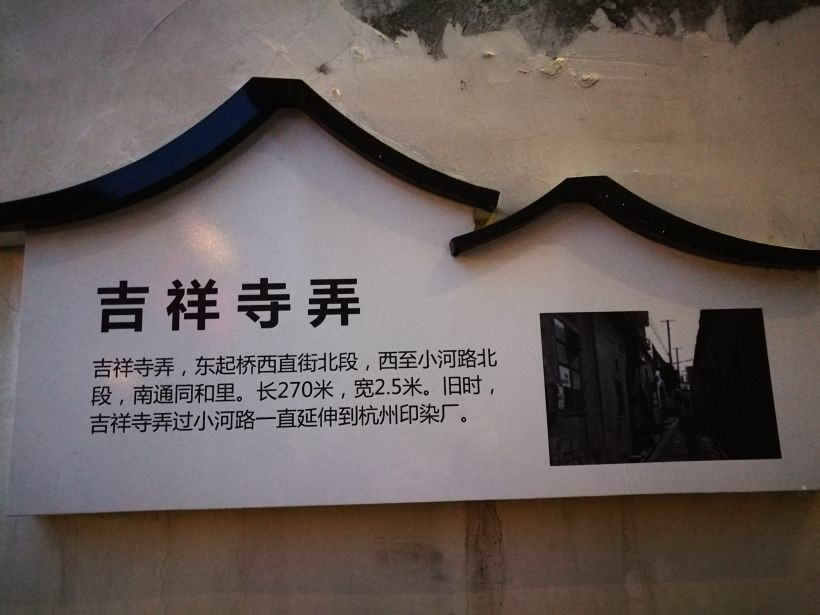 吉祥寺弄
吉祥寺弄，东起桥西直街北段，西至小河路北
段，南通同和里。长270米，宽2.5米。旧时，
吉祥寺弄过小河路一直延伸到杭州印染厂。